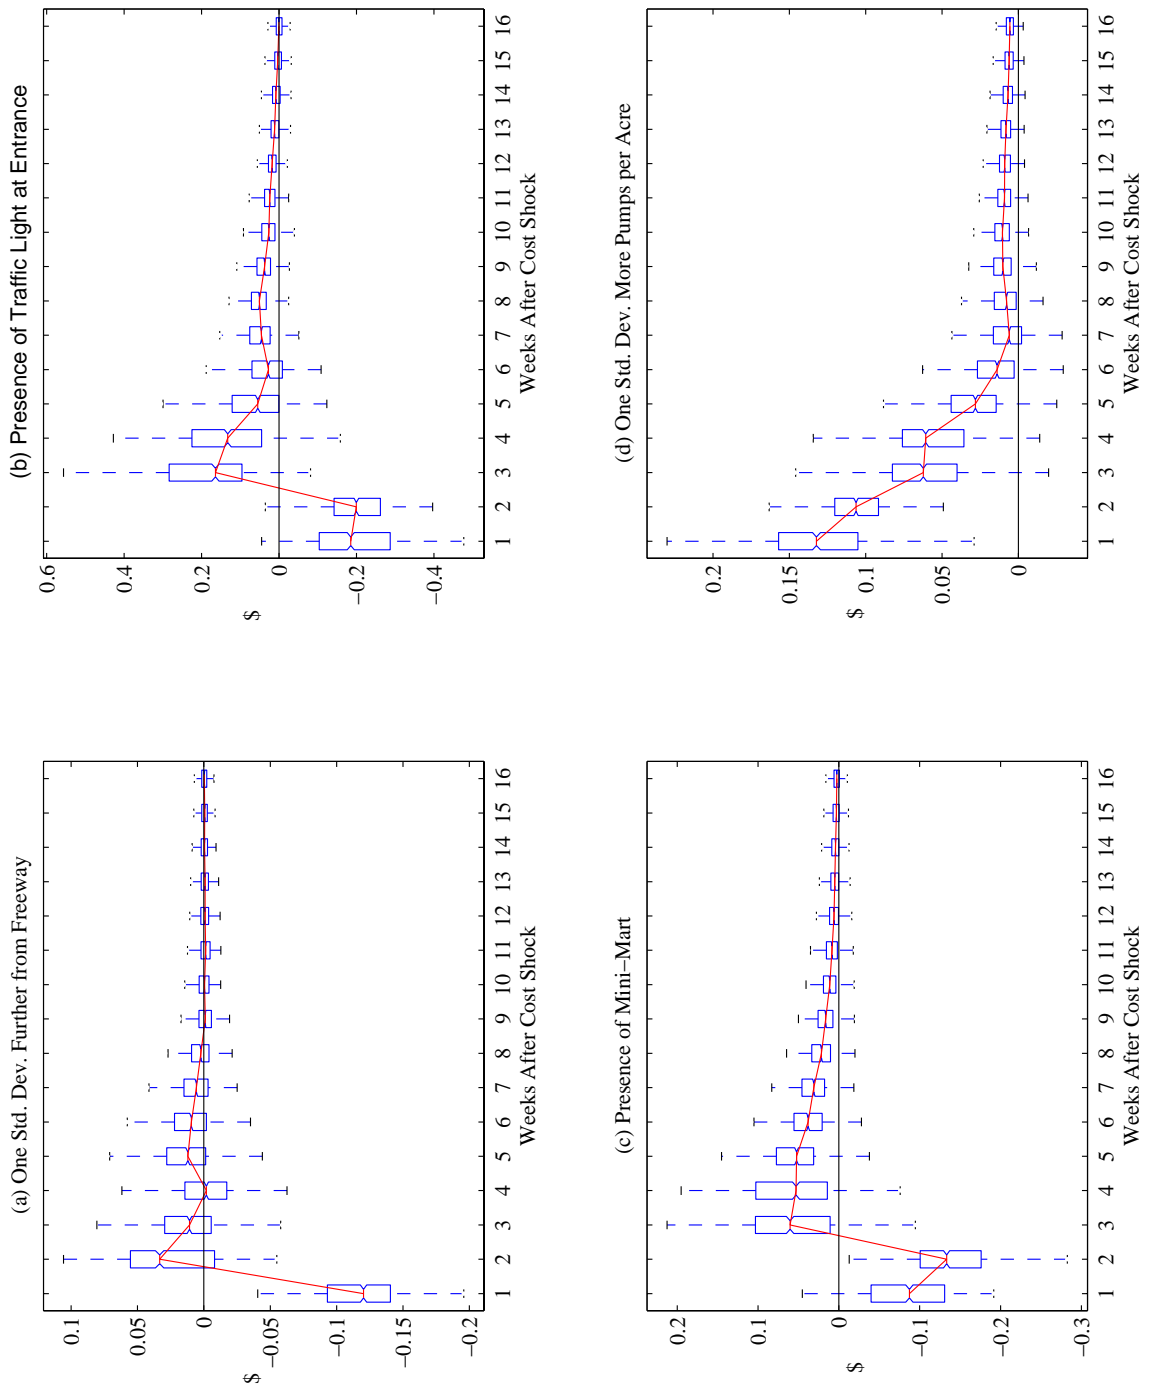 (a) One Std. Dev. Further from Freeway
0.1
0.05
0
−0.05
−0.1
−0.15
−0.2
$
1 2 3 4 5 6 7 8 9 10 11 12 13 14 15 16
Weeks After Cost Shock
(b) Presence of Traffic Light at Entrance
0.6
0.4
0.2
0
−0.2
−0.4
$
1 2 3 4 5 6 7 8 9 10 11 12 13 14 15 16
Weeks After Cost Shock
(c) Presence of Mini−Mart
0.2
0.1
0
−0.1
−0.2
−0.3
$
1 2 3 4 5 6 7 8 9 10 11 12 13 14 15 16
Weeks After Cost Shock
(d) One Std. Dev. More Pumps per Acre
0.2
0.15
0.1
0.05
0
$
1 2 3 4 5 6 7 8 9 10 11 12 13 14 15 16
Weeks After Cost Shock